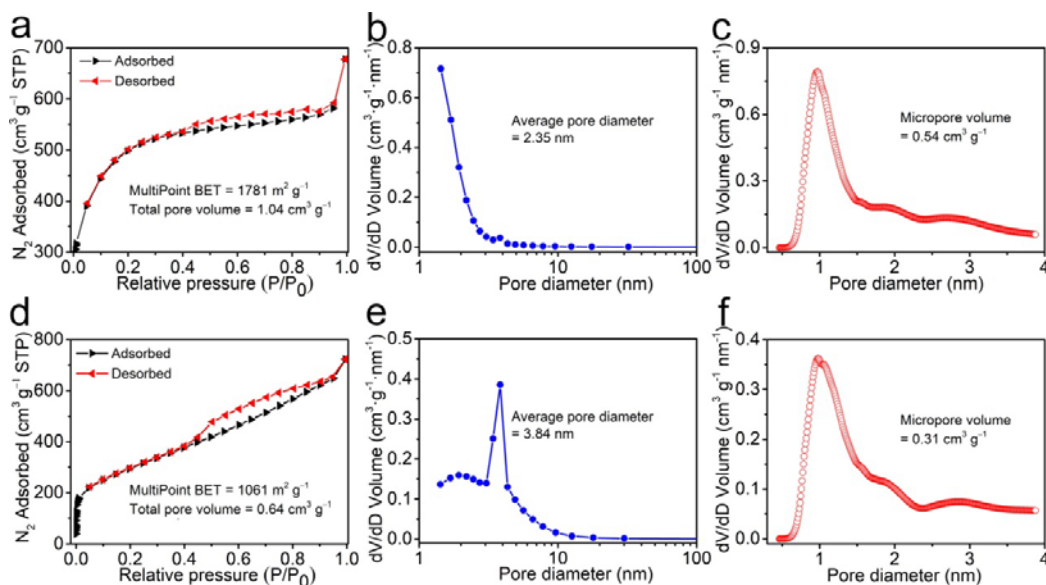 a
N₂ Adsorbed (cm³ g⁻¹ STP)
700
600
500
400
300
Adsorbed
Desorbed
MultiPoint BET = 1781 m² g⁻¹
Total pore volume = 1.04 cm³ g⁻¹
0.0 0.2 0.4 0.6 0.8 1.0
Relative pressure (P/P₀)
b
dV/dD Volume (cm³·g⁻¹·nm⁻¹)
0.8
0.6
0.4
0.2
0.0
Average pore diameter
= 2.35 nm
1 10 100
Pore diameter (nm)
c
dV/dD Volume (cm³ g⁻¹ nm⁻¹)
0.9
0.6
0.3
0.0
Micropore volume
= 0.54 cm³ g⁻¹
1 2 3 4
Pore diameter (nm)
d
N₂ Adsorbed (cm³ g⁻¹ STP)
800
600
400
200
0
Adsorbed
Desorbed
MultiPoint BET = 1061 m² g⁻¹
Total pore volume = 0.64 cm³ g⁻¹
0.0 0.2 0.4 0.6 0.8 1.0
Relative pressure (P/P₀)
e
dV/dD Volume (cm³·g⁻¹·nm⁻¹)
0.5
0.4
0.3
0.2
0.1
0.0
Average pore diameter
= 3.84 nm
1 10 100
Pore diameter (nm)
f
dV/dD Volume (cm³ g⁻¹ nm⁻¹)
0.4
0.3
0.2
0.1
0.0
Micropore volume
= 0.31 cm³ g⁻¹
1 2 3 4
Pore diameter (nm)